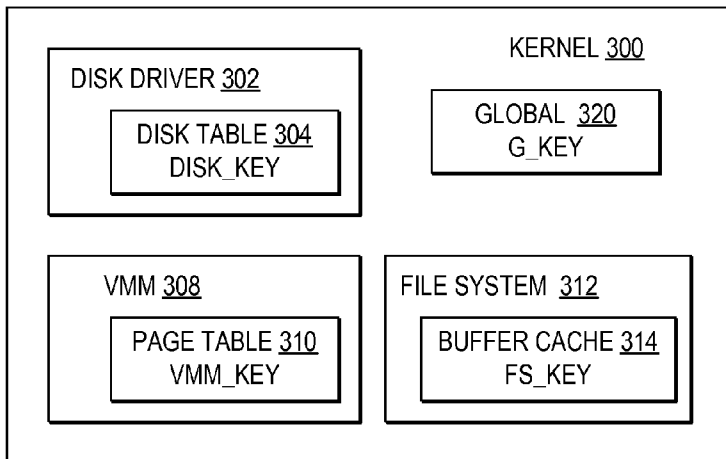 KERNEL 300
DISK DRIVER 302
DISK TABLE 304
DISK_KEY
GLOBAL 320
G_KEY
VMM 308
PAGE TABLE 310
VMM_KEY
FILE SYSTEM 312
BUFFER CACHE 314
FS_KEY